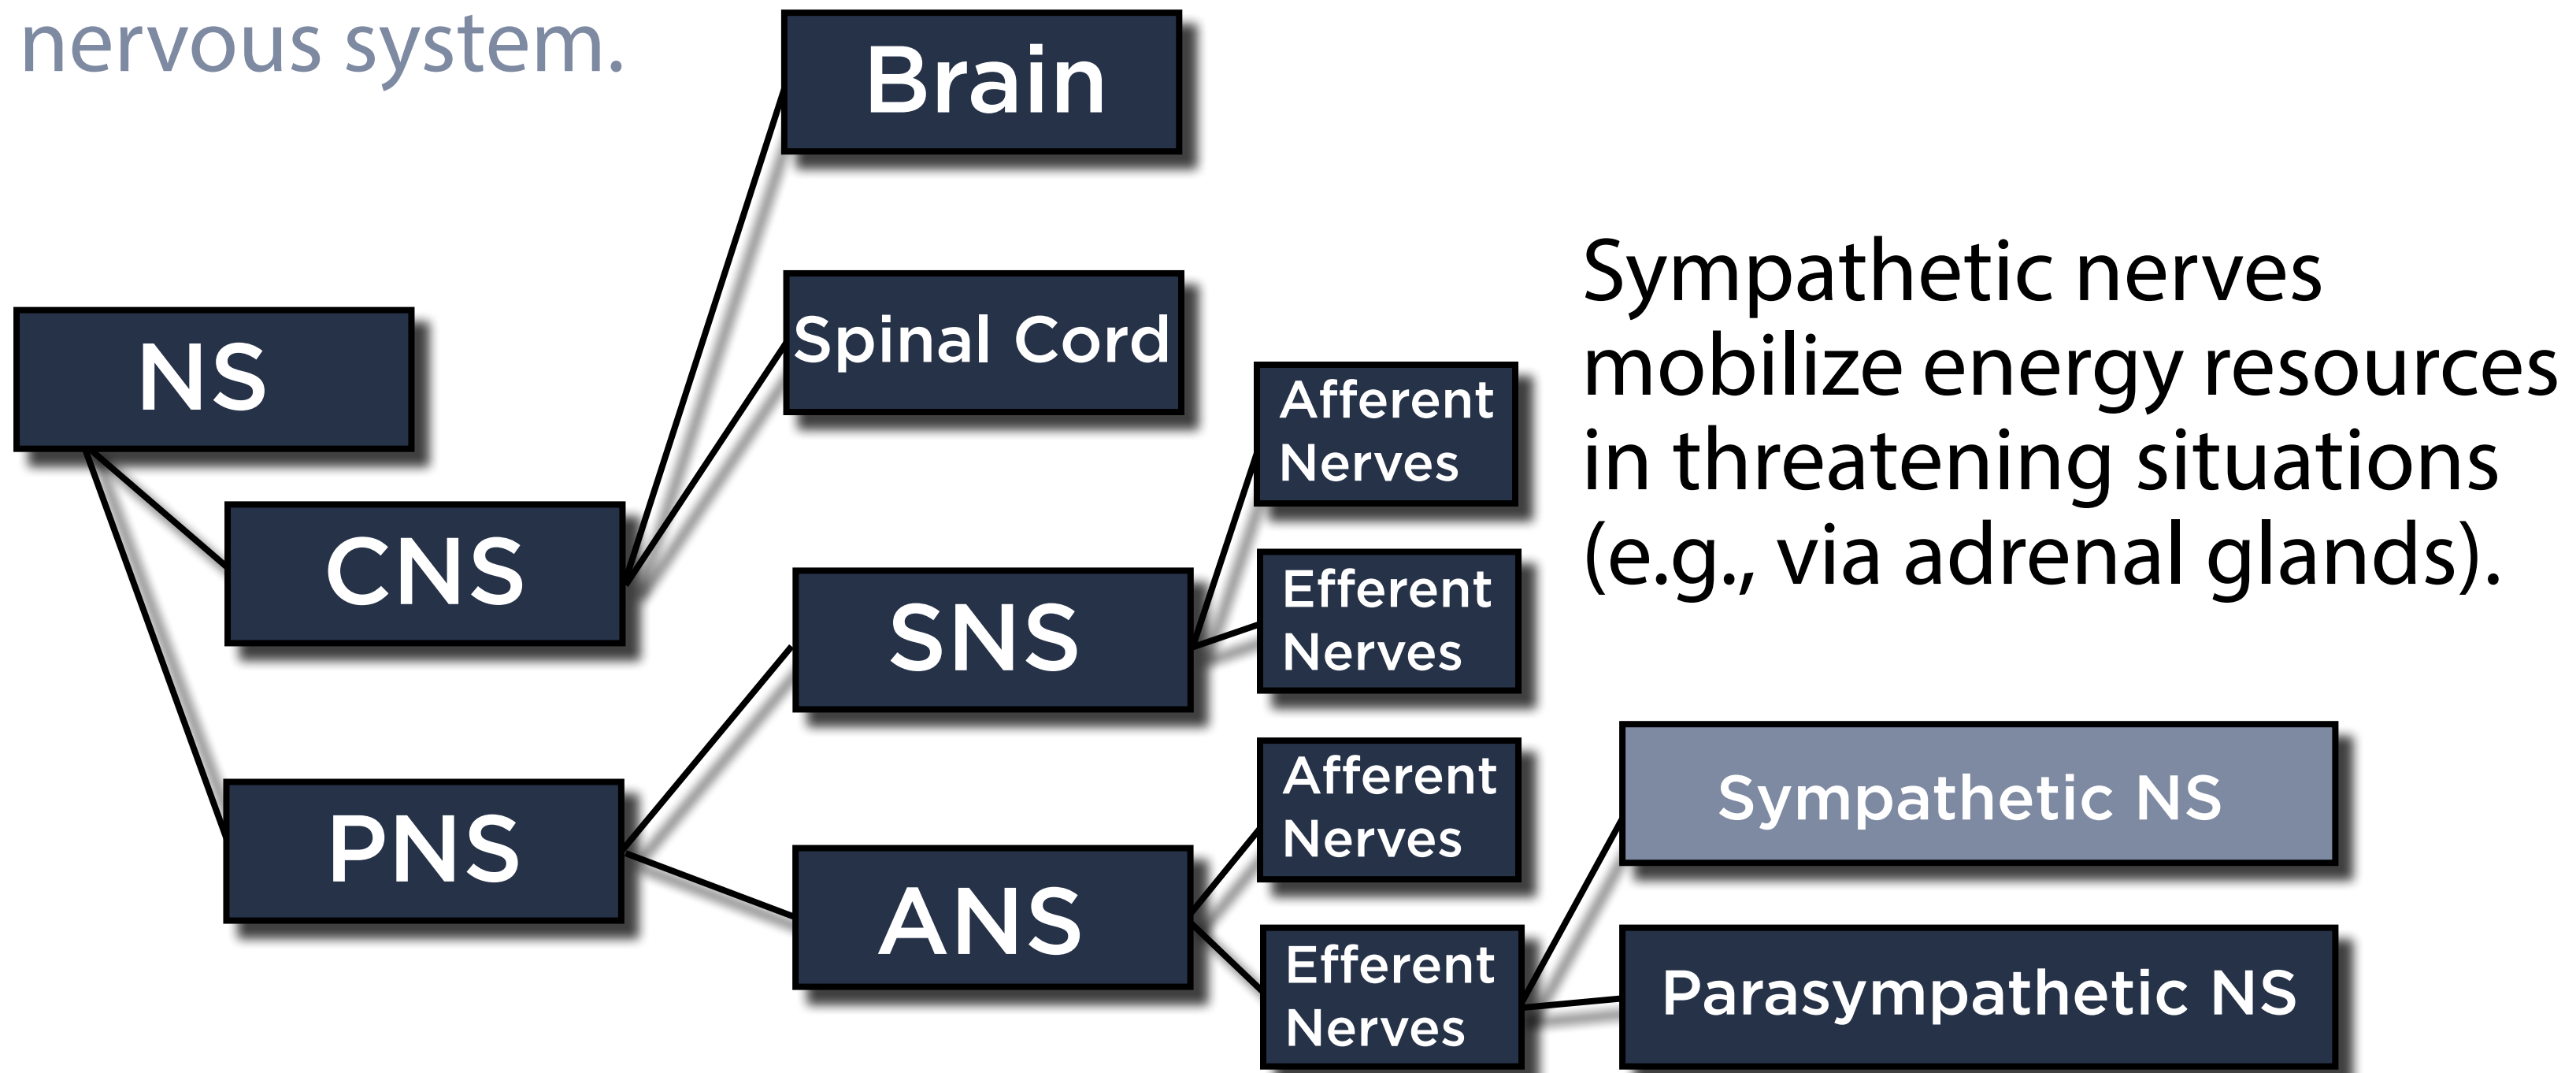 nervous system.
Brain
Spinal Cord
NS
CNS
PNS
SNS
ANS
Afferent
Nerves
Efferent
Nerves
Afferent
Nerves
Efferent
Nerves
Sympathetic nerves
mobilize energy resources
in threatening situations
(e.g., via adrenal glands).
Sympathetic NS
Parasympathetic NS